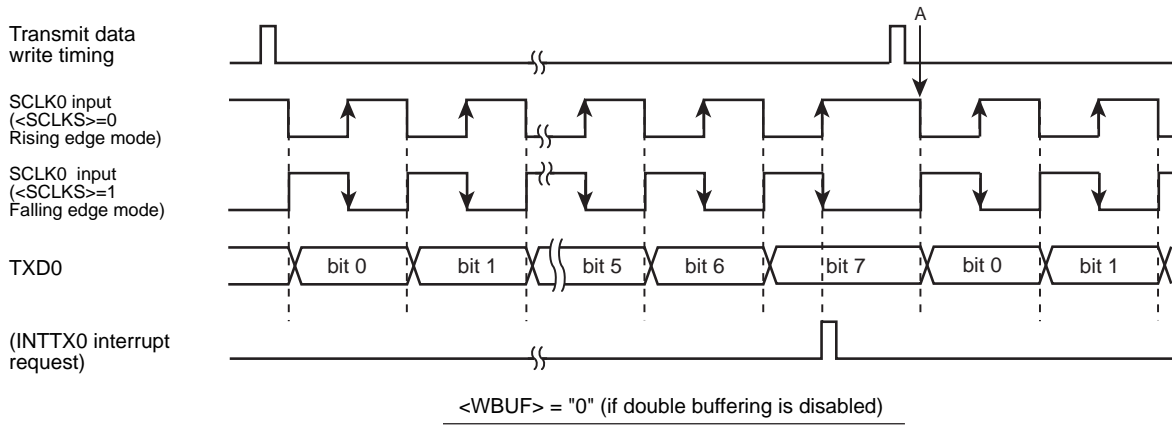 A
Transmit data
write timing
SCLK0 input
(<SCLKS>=0
Rising edge mode)
SCLK0 input
(<SCLKS>=1
Falling edge mode)
TXD0
bit 0
bit 1
bit 5
bit 6
bit 7
bit 0
bit 1
(INTTX0 interrupt
request)
<WBUF> = "0" (if double buffering is disabled)